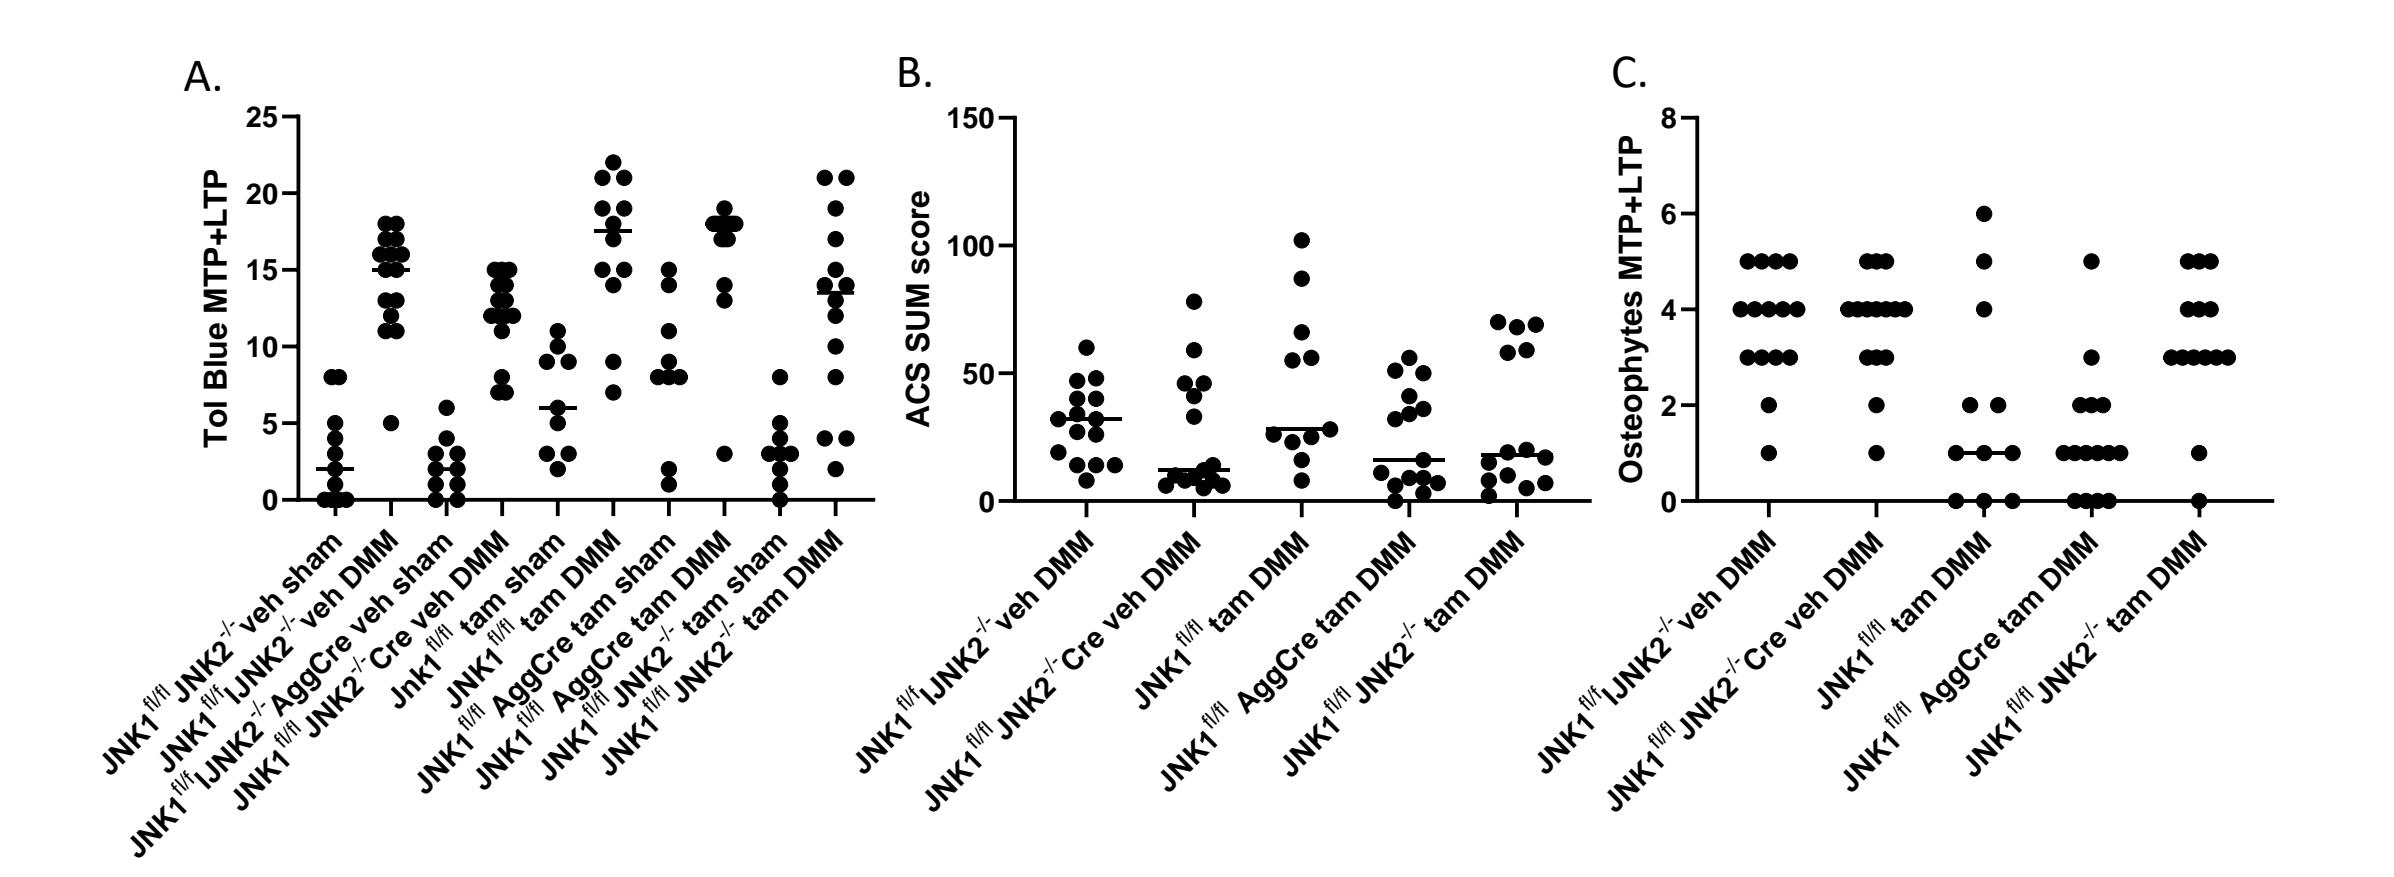 A.
Tol Blue MTP+LTP
25
20
15
10
5
0
JNK1fl/fl JNK2-/- veh sham
JNK1fl/flJNK2-/- veh DMM
JNK1fl/flJNK2-/- AggCre veh sham
JNK1fl/fl JNK2-/-Cre veh DMM
Jnk1fl/fl tam sham
JNK1fl/fl tam DMM
JNK1fl/fl AggCre tam sham
JNK1fl/fl AggCre tam DMM
JNK1fl/fl JNK2-/- tam sham
JNK1fl/fl JNK2-/- tam DMM
B.
ACS SUM score
150
100
50
0
JNK1fl/flJNK2-/- veh DMM
JNK1fl/fl JNK2-/-Cre veh DMM
JNK1fl/fl tam DMM
JNK1fl/fl AggCre tam DMM
JNK1fl/fl JNK2-/- tam DMM
C.
Osteophytes MTP+LTP
8
6
4
2
0
JNK1fl/flJNK2-/- veh DMM
JNK1fl/fl JNK2-/-Cre veh DMM
JNK1fl/fl tam DMM
JNK1fl/fl AggCre tam DMM
JNK1fl/fl JNK2-/- tam DMM